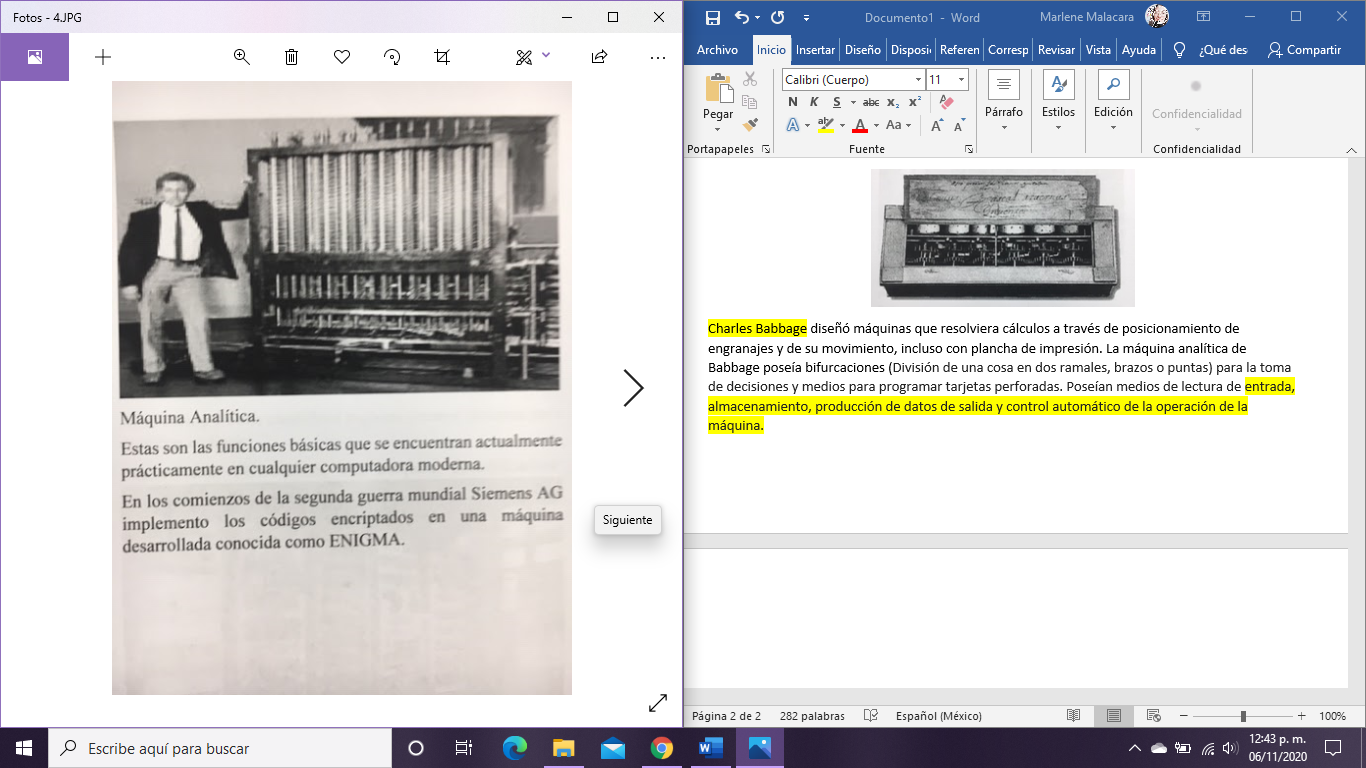 Fotos - 4.JPG
Máquina Analítica.
Estas son las funciones básicas que se encuentran actualmente
prácticamente en cualquier computadora moderna.
En los comienzos de la segunda guerra mundial Siemens AG
implemento los códigos encriptados en una máquina
desarrollada conocida como ENIGMA.
Siguiente
Documento1 - Word
Marlene Malacara
Archivo Inicio Insertar Diseño Disposi Referen Corresp Revisar Vista Ayuda ¿Qué des Compartir
Pegar
Calibri (Cuerpo) 11
N K S abc x₂ x²
A A Aa A A
Párrafo Estilos Edición Confidencialidad
Portapapeles Fuente Confidencialidad
Charles Babbage diseñó máquinas que resolviera cálculos a través de posicionamiento de
engranajes y de su movimiento, incluso con plancha de impresión. La máquina analítica de
Babbage poseía bifurcaciones (División de una cosa en dos ramales, brazos o puntas) para la toma
de decisiones y medios para programar tarjetas perforadas. Poseían medios de lectura de entrada,
almacenamiento, producción de datos de salida y control automático de la operación de la
máquina.
Página 2 de 2 282 palabras Español (México) 100%
Escribe aquí para buscar
12:43 p. m.
06/11/2020